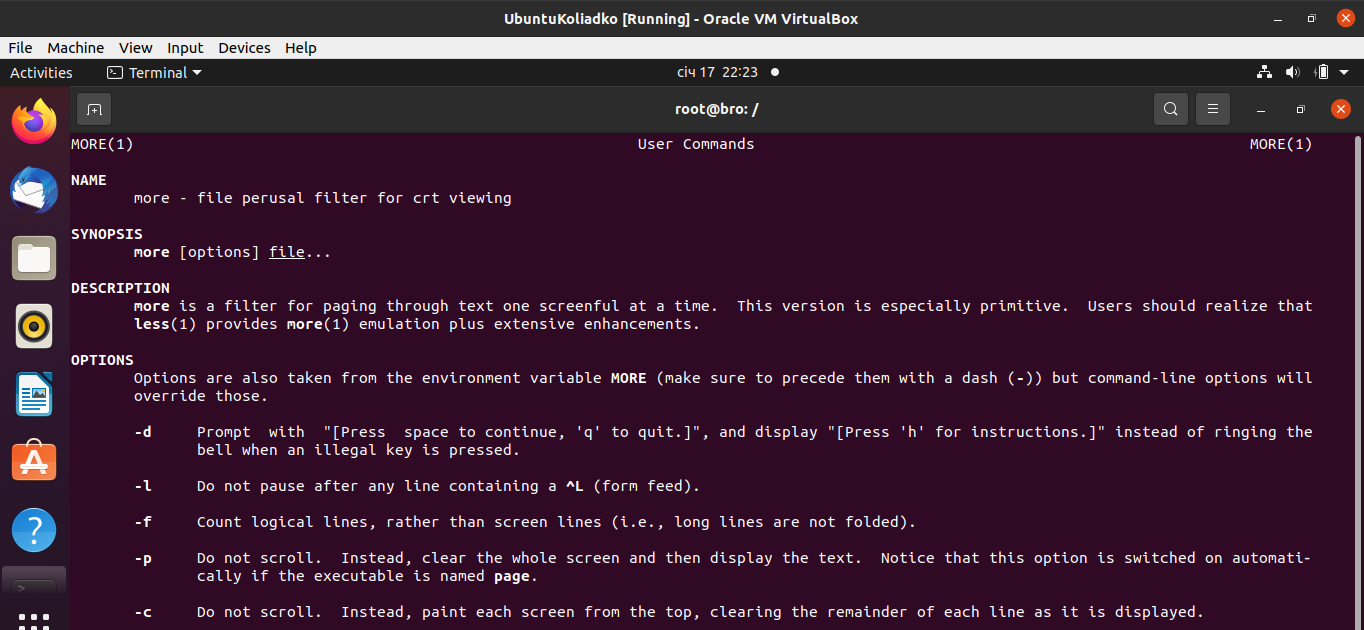 UbuntuKoliadko [Running] - Oracle VM VirtualBox
File Machine View Input Devices Help
Activities Terminal січ 17 22:23
root@bro: /
MORE(1) User Commands MORE(1)
NAME
more - file perusal filter for crt viewing
SYNOPSIS
more [options] file...
DESCRIPTION
more is a filter for paging through text one screenful at a time. This version is especially primitive. Users should realize that
less(1) provides more(1) emulation plus extensive enhancements.
OPTIONS
Options are also taken from the environment variable MORE (make sure to precede them with a dash (-)) but command-line options will
override those.
-d Prompt with "[Press space to continue, 'q' to quit.]", and display "[Press 'h' for instructions.]" instead of ringing the
bell when an illegal key is pressed.
-l Do not pause after any line containing a ^L (form feed).
-f Count logical lines, rather than screen lines (i.e., long lines are not folded).
-p Do not scroll. Instead, clear the whole screen and then display the text. Notice that this option is switched on automati-
cally if the executable is named page.
-c Do not scroll. Instead, paint each screen from the top, clearing the remainder of each line as it is displayed.